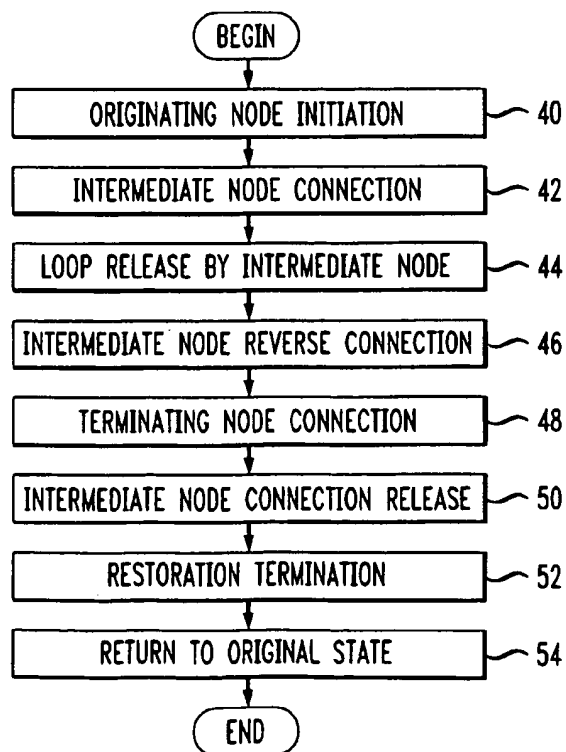 BEGIN
ORIGINATING NODE INITIATION 40
INTERMEDIATE NODE CONNECTION 42
LOOP RELEASE BY INTERMEDIATE NODE 44
INTERMEDIATE NODE REVERSE CONNECTION 46
TERMINATING NODE CONNECTION 48
INTERMEDIATE NODE CONNECTION RELEASE 50
RESTORATION TERMINATION 52
RETURN TO ORIGINAL STATE 54
END